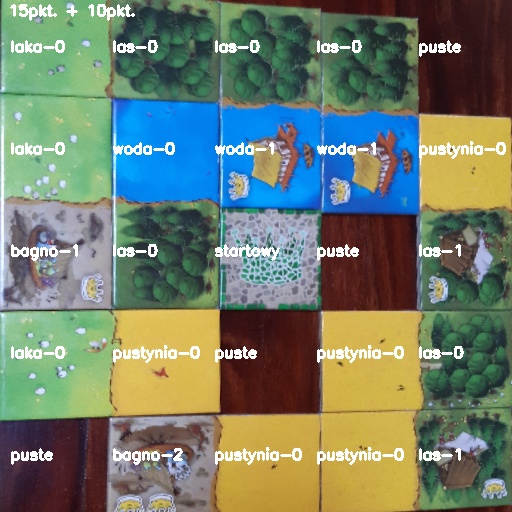 15pkt. + 10pkt.
laka-0 las-0 las-0 las-0 puste
laka-0 woda-0 woda-1 woda-1 pustynia-0
bagno-1 las-0 startowy puste las-1
laka-0 pustynia-0 puste pustynia-0 las-0
puste bagno-2 pustynia-0 pustynia-0 las-1